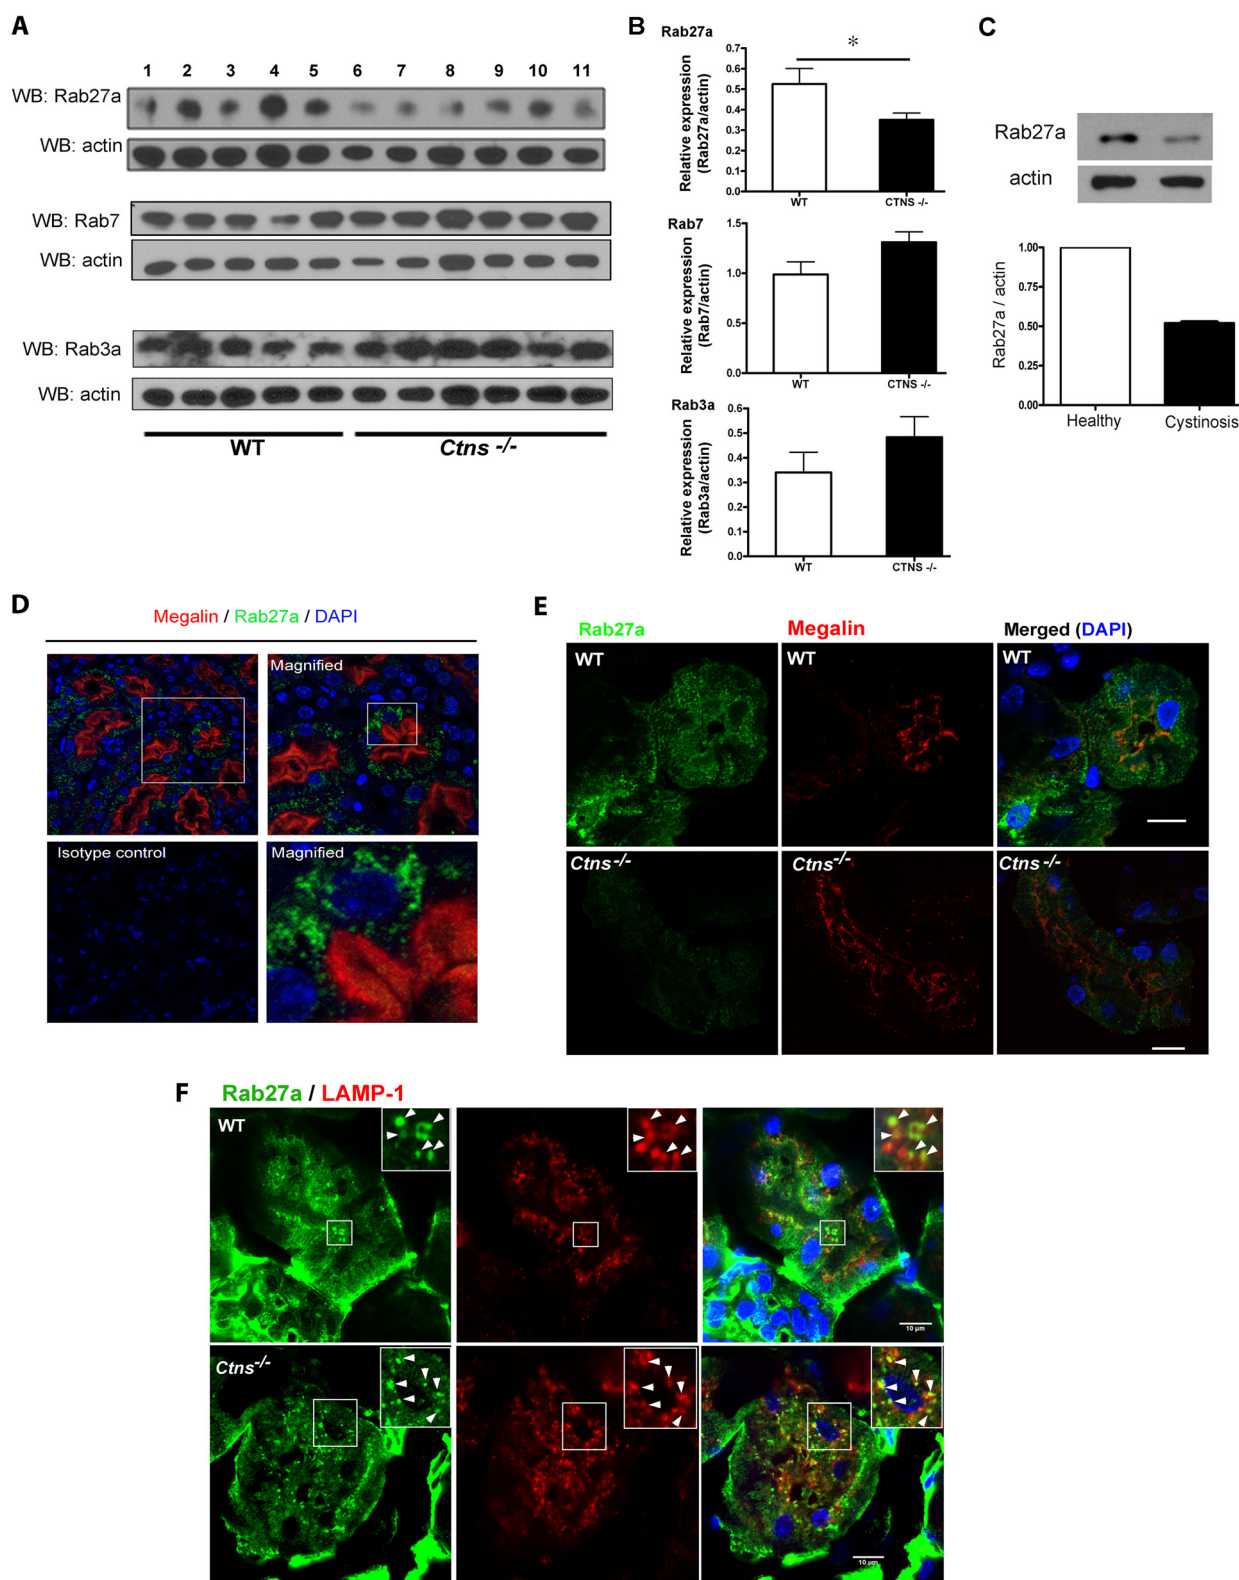 A
1 2 3 4 5 6 7 8 9 10 11
WB: Rab27a
WB: actin
WB: Rab7
WB: actin
WB: Rab3a
WB: actin
WT
Ctns -/-
B
Rab27a
*
Relative expression
(Rab27a/actin)
0.7
0.6
0.5
0.4
0.3
0.2
0.1
0.0
WT
CTNS -/-
Rab7
Relative expression
(Rab7/actin)
1.5
1.0
0.5
0.0
WT
CTNS -/-
Rab3a
Relative expression
(Rab3a/actin)
0.6
0.5
0.4
0.3
0.2
0.1
0.0
WT
CTNS -/-
C
Rab27a
actin
Rab27a / actin
1.00
0.75
0.50
0.25
0.00
Healthy
Cystinosis
D
Megalin / Rab27a / DAPI
Magnified
Isotype control
Magnified
E
Rab27a
Megalin
Merged (DAPI)
WT
WT
WT
Ctns-/-
Ctns-/-
Ctns-/-
F
Rab27a / LAMP-1
WT
10 µm
Ctns-/-
10 µm